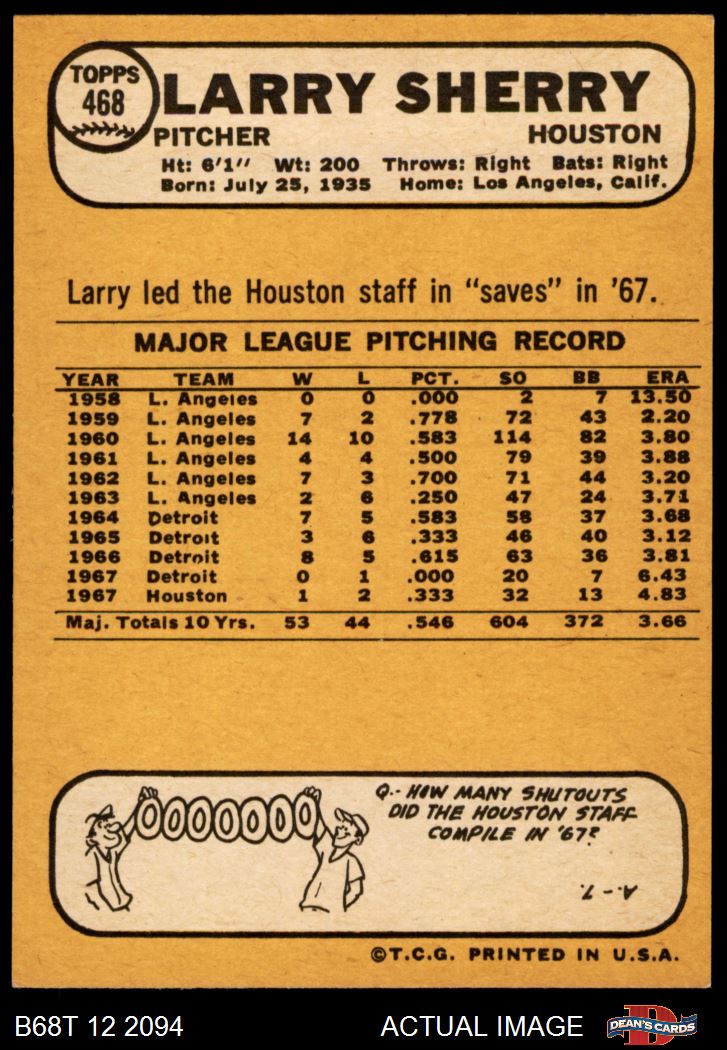 TOPPS
468
LARRY SHERRY
PITCHER HOUSTON
Ht: 6'1" Wt: 200 Throws: Right Bats: Right
Born: July 25, 1935 Home: Los Angeles, Calif.
Larry led the Houston staff in "saves" in '67.
MAJOR LEAGUE PITCHING RECORD
YEAR TEAM W L PCT. SO BB ERA
1958 L. Angeles 0 0 .000 2 7 13.50
1959 L. Angeles 7 2 .778 72 43 2.20
1960 L. Angeles 14 10 .583 114 82 3.80
1961 L. Angeles 4 4 .500 79 39 3.88
1962 L. Angeles 7 3 .700 71 44 3.20
1963 L. Angeles 2 6 .250 47 24 3.71
1964 Detroit 7 5 .583 58 37 3.68
1965 Detroit 3 6 .333 46 40 3.12
1966 Detroit 8 5 .615 63 36 3.81
1967 Detroit 0 1 .000 20 7 6.43
1967 Houston 1 2 .333 32 13 4.83
Maj. Totals 10 Yrs. 53 44 .546 604 372 3.66
0000000
Q.- HOW MANY SHUTOUTS
DID THE HOUSTON STAFF
COMPILE IN '67?
A.- 7.
©T.C.G. PRINTED IN U.S.A.
B68T 12 2094 ACTUAL IMAGE D DEAN'S CARDS